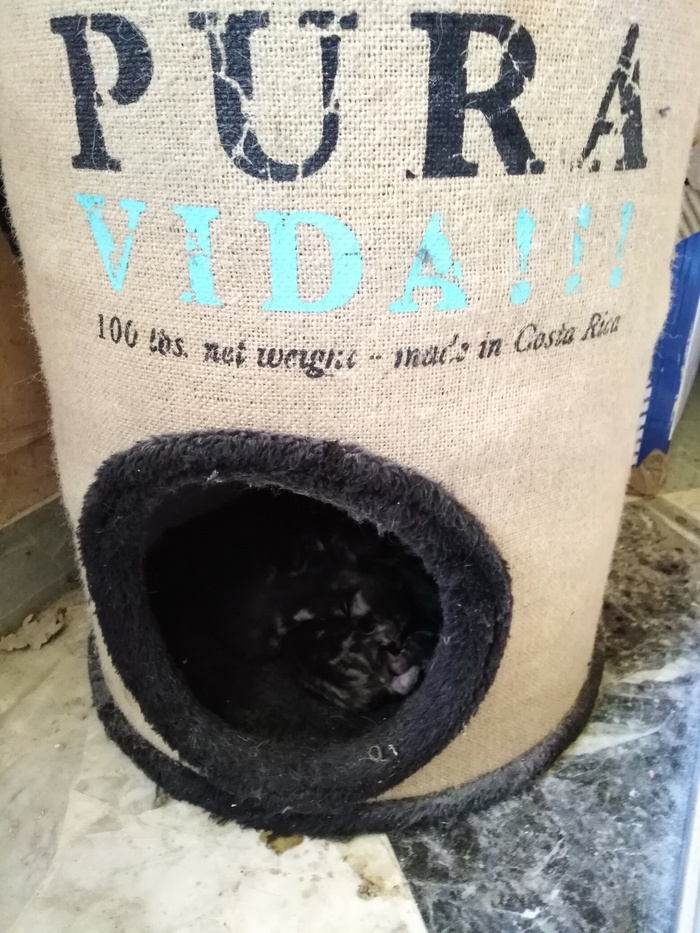 PURA
VIDA!!!
100 lbs. net weight - made in Costa Rica